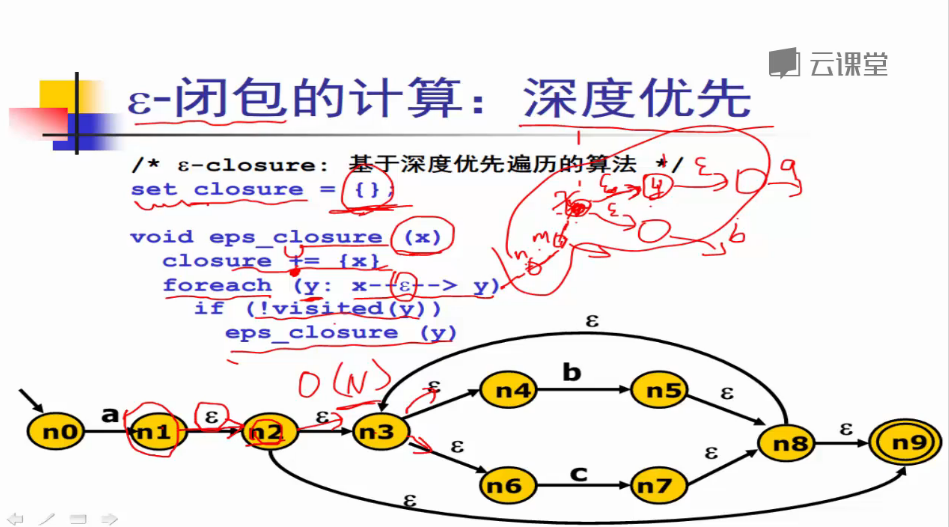 云课堂
ε-闭包的计算：深度优先
/* ε-closure: 基于深度优先遍历的算法 */
set closure = {};
void eps_closure (x)
closure += {x}
foreach (y: x--ε--> y)
if (!visited(y))
eps_closure (y)
ε ε a
y
ε b
m
n
O(N)
ε
a ε ε ε b ε ε
n0 n1 n2 n3 n4 n5 n8 n9
ε c ε
n6 n7
ε